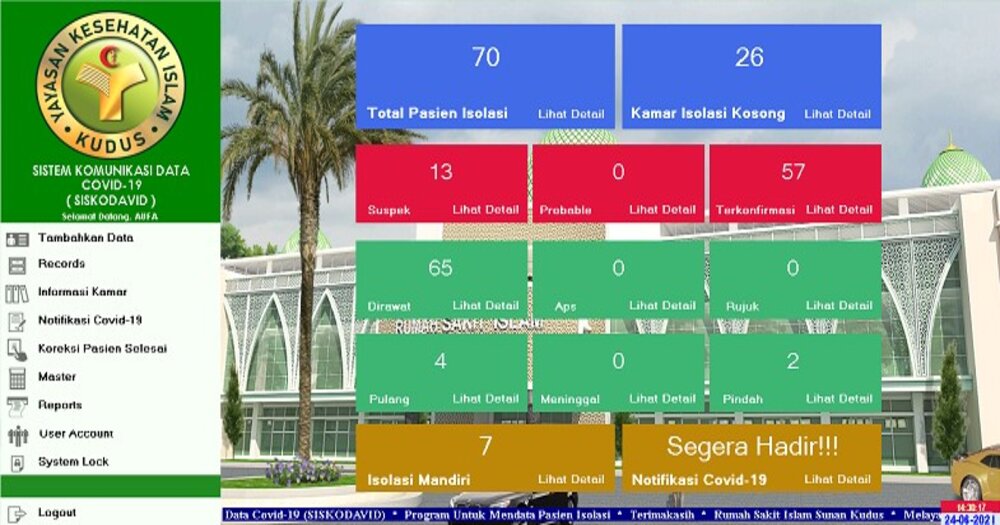 YAYASAN KESEHATAN ISLAM
KUDUS
SISTEM KOMUNIKASI DATA
COVID-19
( SISKODAVID )
Selamat Datang, AUFA
Tambahkan Data
Records
Informasi Kamar
Notifikasi Covid-19
Koreksi Pasien Selesai
Master
Reports
User Account
System Lock
Logout
70
Total Pasien Isolasi Lihat Detail
26
Kamar Isolasi Kosong Lihat Detail
13
Suspek Lihat Detail
0
Probable Lihat Detail
57
Terkonfirmasi Lihat Detail
65
Dirawat Lihat Detail
0
Aps Lihat Detail
0
Rujuk Lihat Detail
RUMAH SAKIT ISLAM
4
Pulang Lihat Detail
0
Meninggal Lihat Detail
2
Pindah Lihat Detail
7
Isolasi Mandiri Lihat Detail
Segera Hadir!!!
Notifikasi Covid-19 Lihat Detail
Data Covid-19 (SISKODAVID) * Program Untuk Mendata Pasien Isolasi * Terimakasih * Rumah Sakit Islam Sunan Kudus * Melaya
14:30:17
24-06-2021